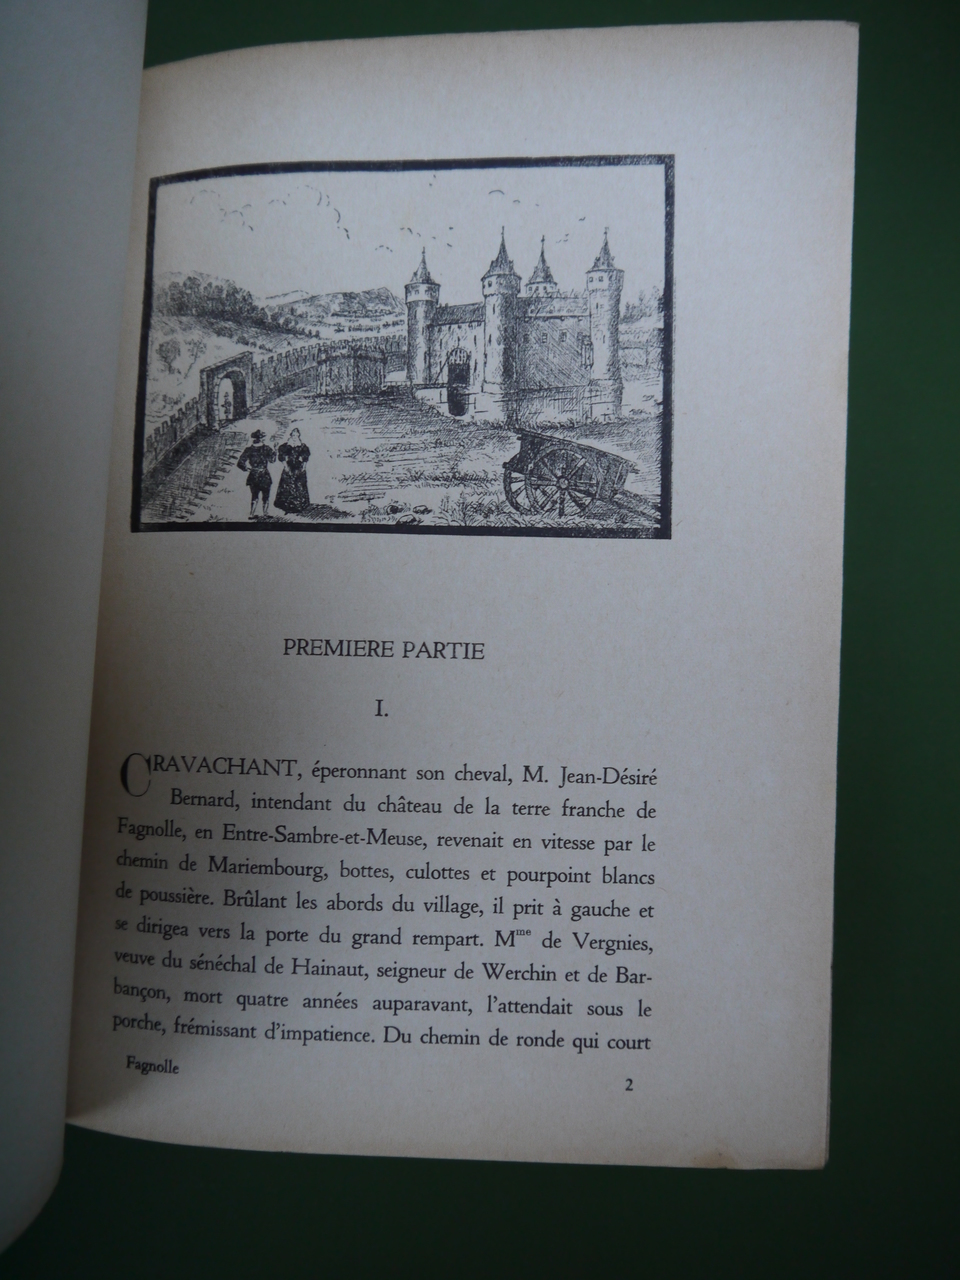 PREMIERE PARTIE
I.
CRAVACHANT, éperonnant son cheval, M. Jean-Désiré
Bernard, intendant du château de la terre franche de
Fagnolle, en Entre-Sambre-et-Meuse, revenait en vitesse par le
chemin de Mariembourg, bottes, culottes et pourpoint blancs
de poussière. Brûlant les abords du village, il prit à gauche et
se dirigea vers la porte du grand rempart. Mme de Vergnies,
veuve du sénéchal de Hainaut, seigneur de Werchin et de Bar-
bançon, mort quatre années auparavant, l'attendait sous le
porche, frémissant d'impatience. Du chemin de ronde qui court
Fagnolle
2